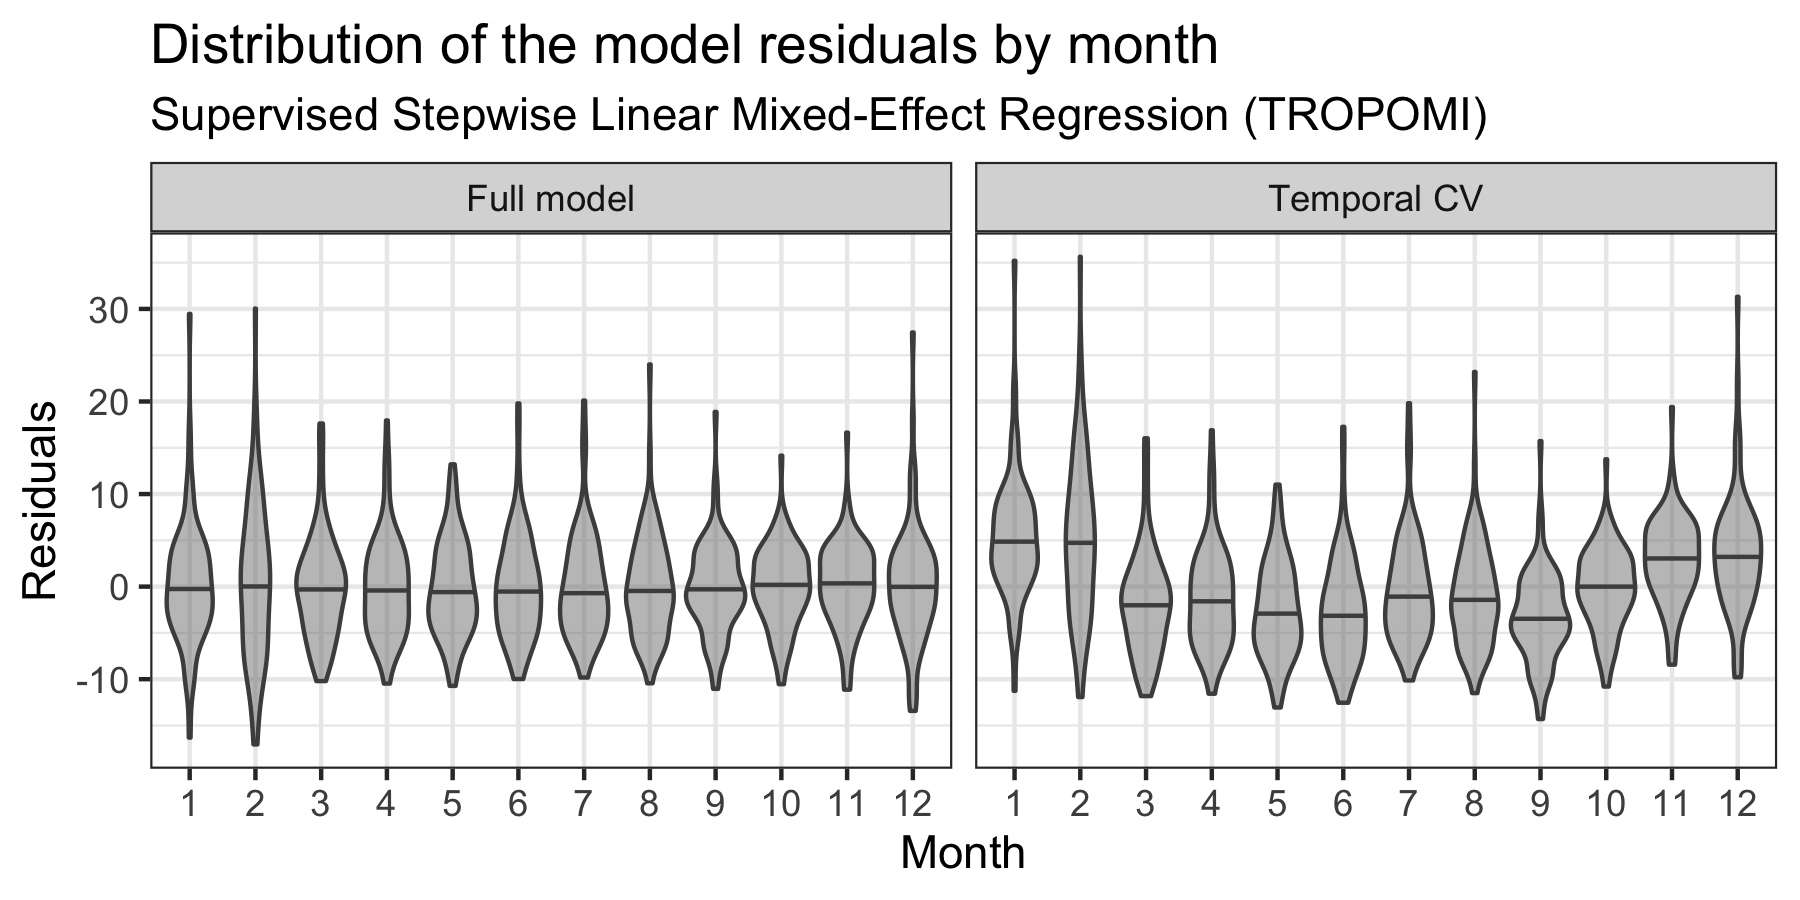 Distribution of the model residuals by month
Supervised Stepwise Linear Mixed-Effect Regression (TROPOMI)
Full model
Temporal CV
Residuals
30
20
10
0
-10
1 2 3 4 5 6 7 8 9 10 11 12
1 2 3 4 5 6 7 8 9 10 11 12
Month